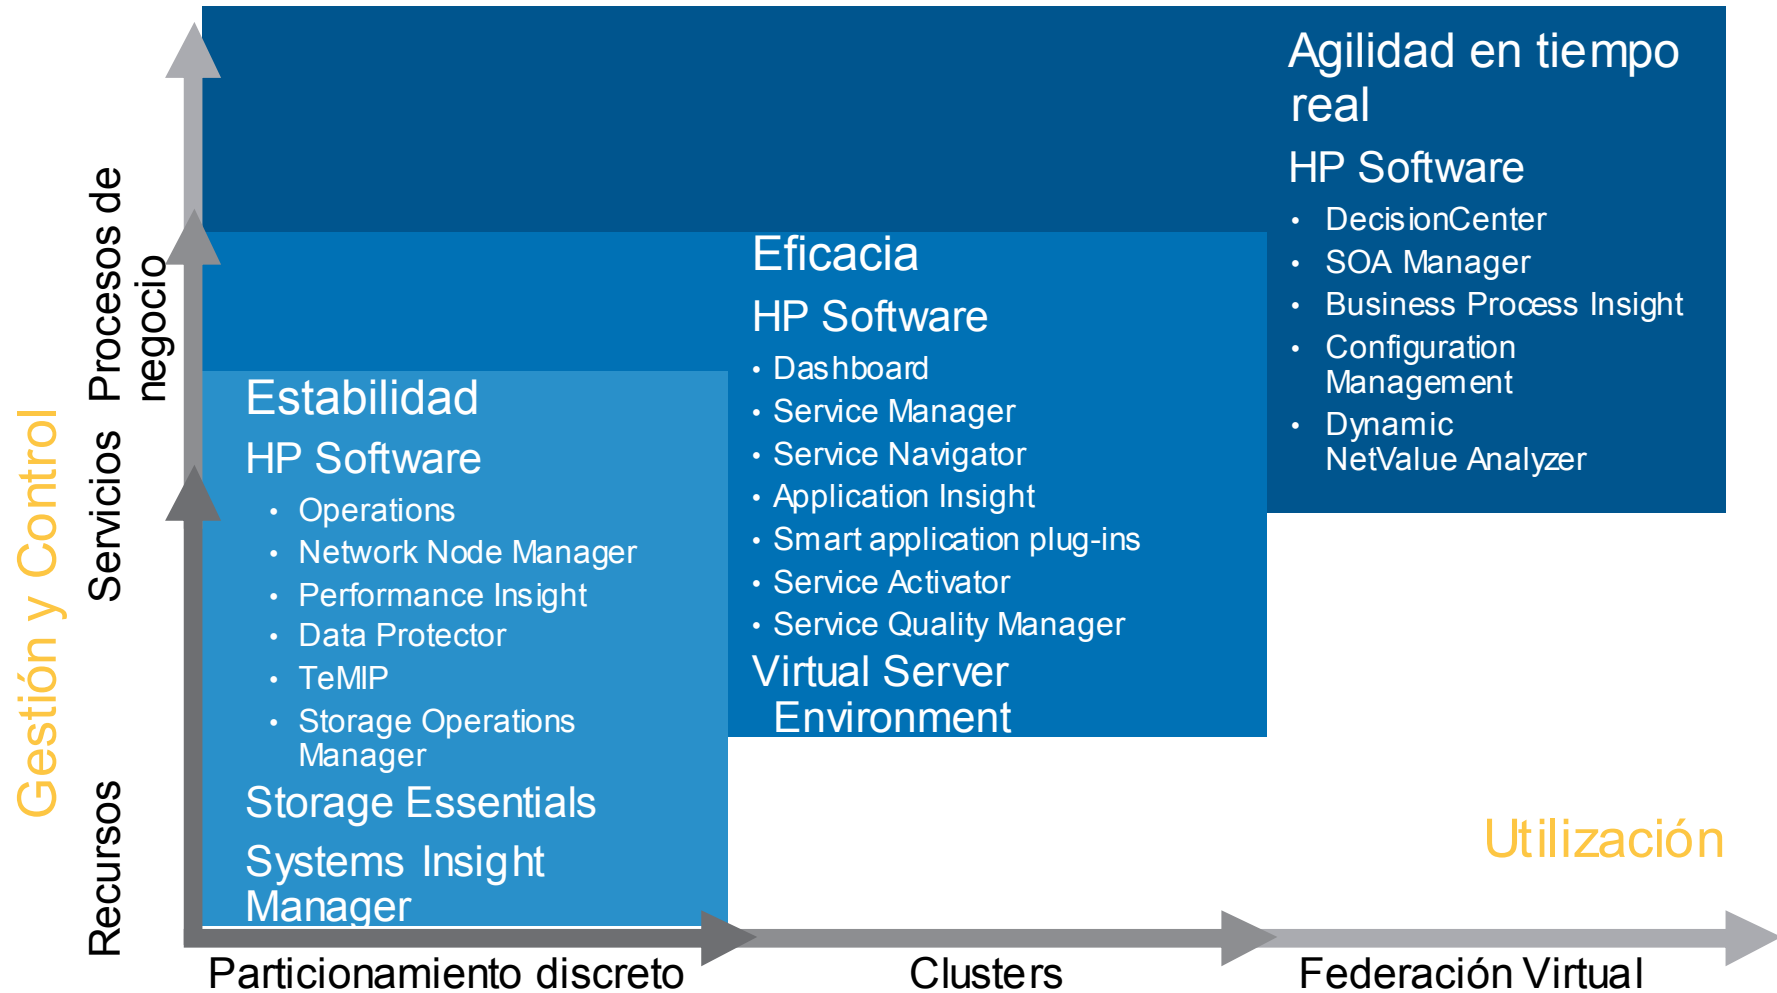 Gestión y Control
Procesos de
negocio
Servicios
Recursos
Estabilidad
HP Software
• Operations
• Network Node Manager
• Performance Insight
• Data Protector
• TeMIP
• Storage Operations
Manager
Storage Essentials
Systems Insight
Manager
Eficacia
HP Software
• Dashboard
• Service Manager
• Service Navigator
• Application Insight
• Smart application plug-ins
• Service Activator
• Service Quality Manager
Virtual Server
Environment
Agilidad en tiempo
real
HP Software
• DecisionCenter
• SOA Manager
• Business Process Insight
• Configuration
Management
• Dynamic
NetValue Analyzer
Utilización
Particionamiento discreto
Clusters
Federación Virtual